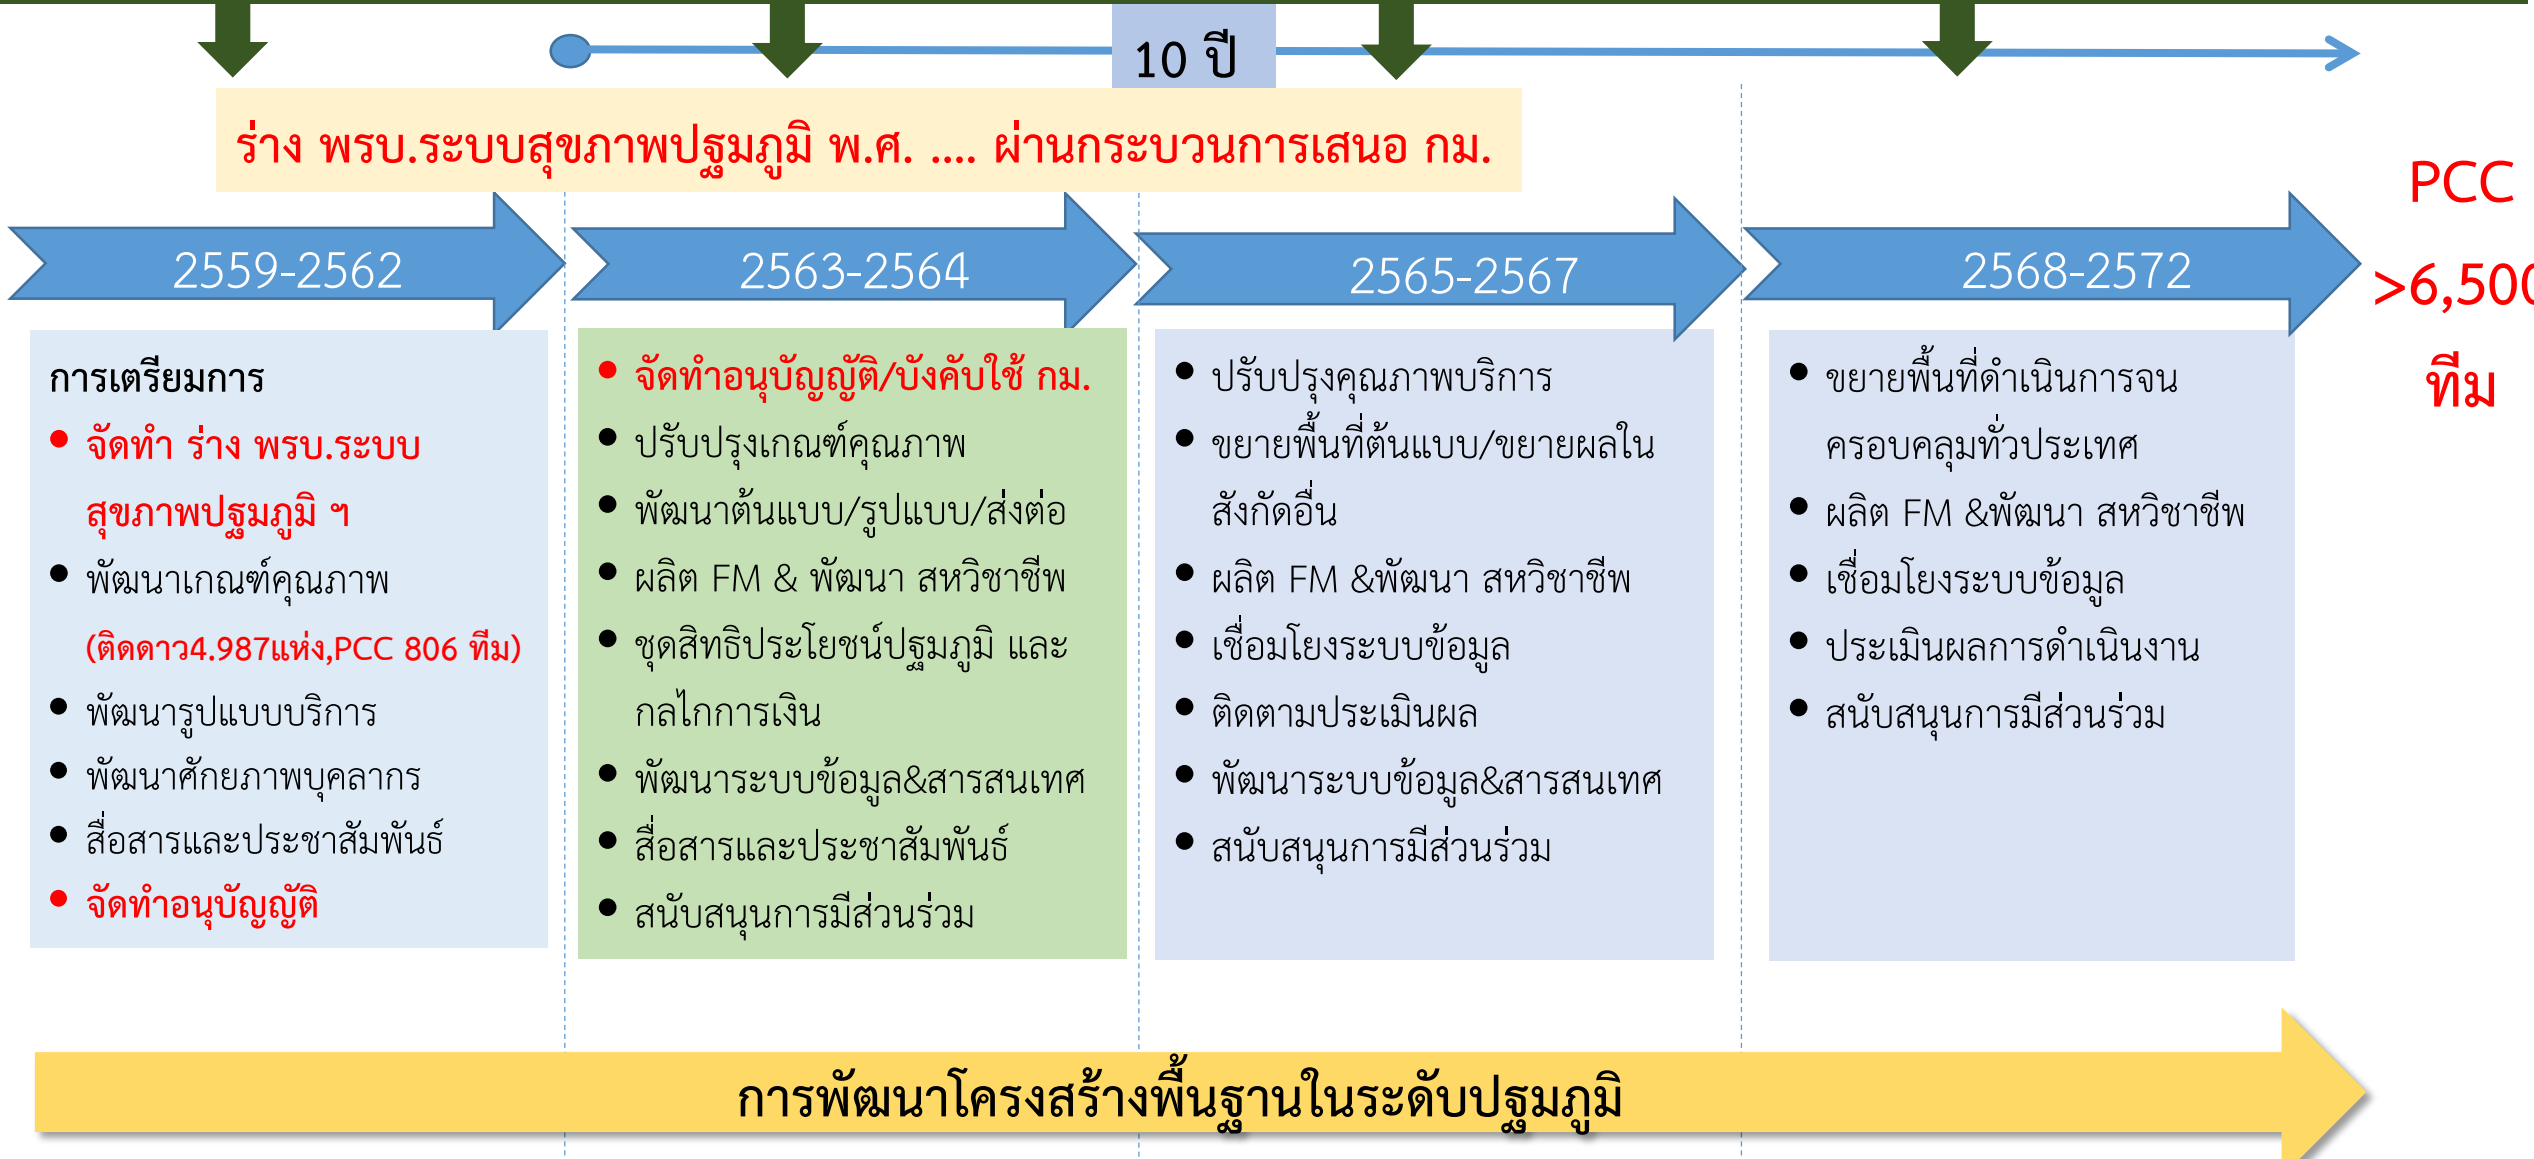 10 ปี
ร่าง พรบ.ระบบสุขภาพปฐมภูมิ พ.ศ. .... ผ่านกระบวนการเสนอ กม.
2559-2562
การเตรียมการ
• จัดทำ ร่าง พรบ.ระบบ
สุขภาพปฐมภูมิ ฯ
• พัฒนาเกณฑ์คุณภาพ
(ติดดาว4.987แห่ง,PCC 806 ทีม)
• พัฒนารูปแบบบริการ
• พัฒนาศักยภาพบุคลากร
• สื่อสารและประชาสัมพันธ์
• จัดทำอนุบัญญัติ
2563-2564
• จัดทำอนุบัญญัติ/บังคับใช้ กม.
• ปรับปรุงเกณฑ์คุณภาพ
• พัฒนาต้นแบบ/รูปแบบ/ส่งต่อ
• ผลิต FM & พัฒนา สหวิชาชีพ
• ชุดสิทธิประโยชน์ปฐมภูมิ และ
กลไกการเงิน
• พัฒนาระบบข้อมูล&สารสนเทศ
• สื่อสารและประชาสัมพันธ์
• สนับสนุนการมีส่วนร่วม
2565-2567
• ปรับปรุงคุณภาพบริการ
• ขยายพื้นที่ต้นแบบ/ขยายผลใน
สังกัดอื่น
• ผลิต FM &พัฒนา สหวิชาชีพ
• เชื่อมโยงระบบข้อมูล
• ติดตามประเมินผล
• พัฒนาระบบข้อมูล&สารสนเทศ
• สนับสนุนการมีส่วนร่วม
2568-2572
• ขยายพื้นที่ดำเนินการจน
ครอบคลุมทั่วประเทศ
• ผลิต FM &พัฒนา สหวิชาชีพ
• เชื่อมโยงระบบข้อมูล
• ประเมินผลการดำเนินงาน
• สนับสนุนการมีส่วนร่วม
PCC
>6,500
ทีม
การพัฒนาโครงสร้างพื้นฐานในระดับปฐมภูมิ